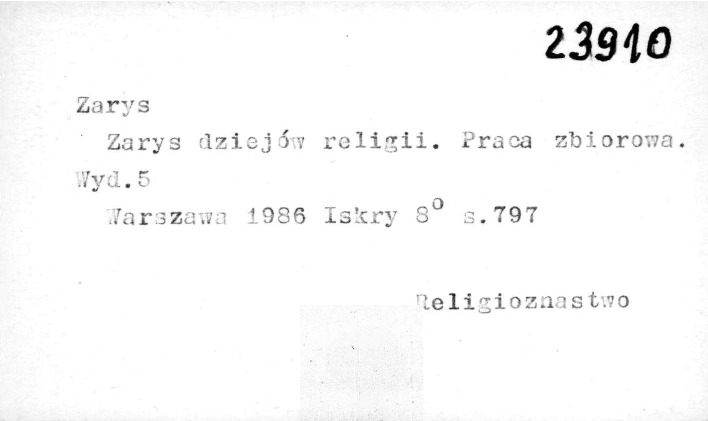 23910
Zarys
Zarys dziejów religii. Praca zbiorowa.
Wyd.5
Warszawa 1986 Iskry 8° s.797
Religioznastwo